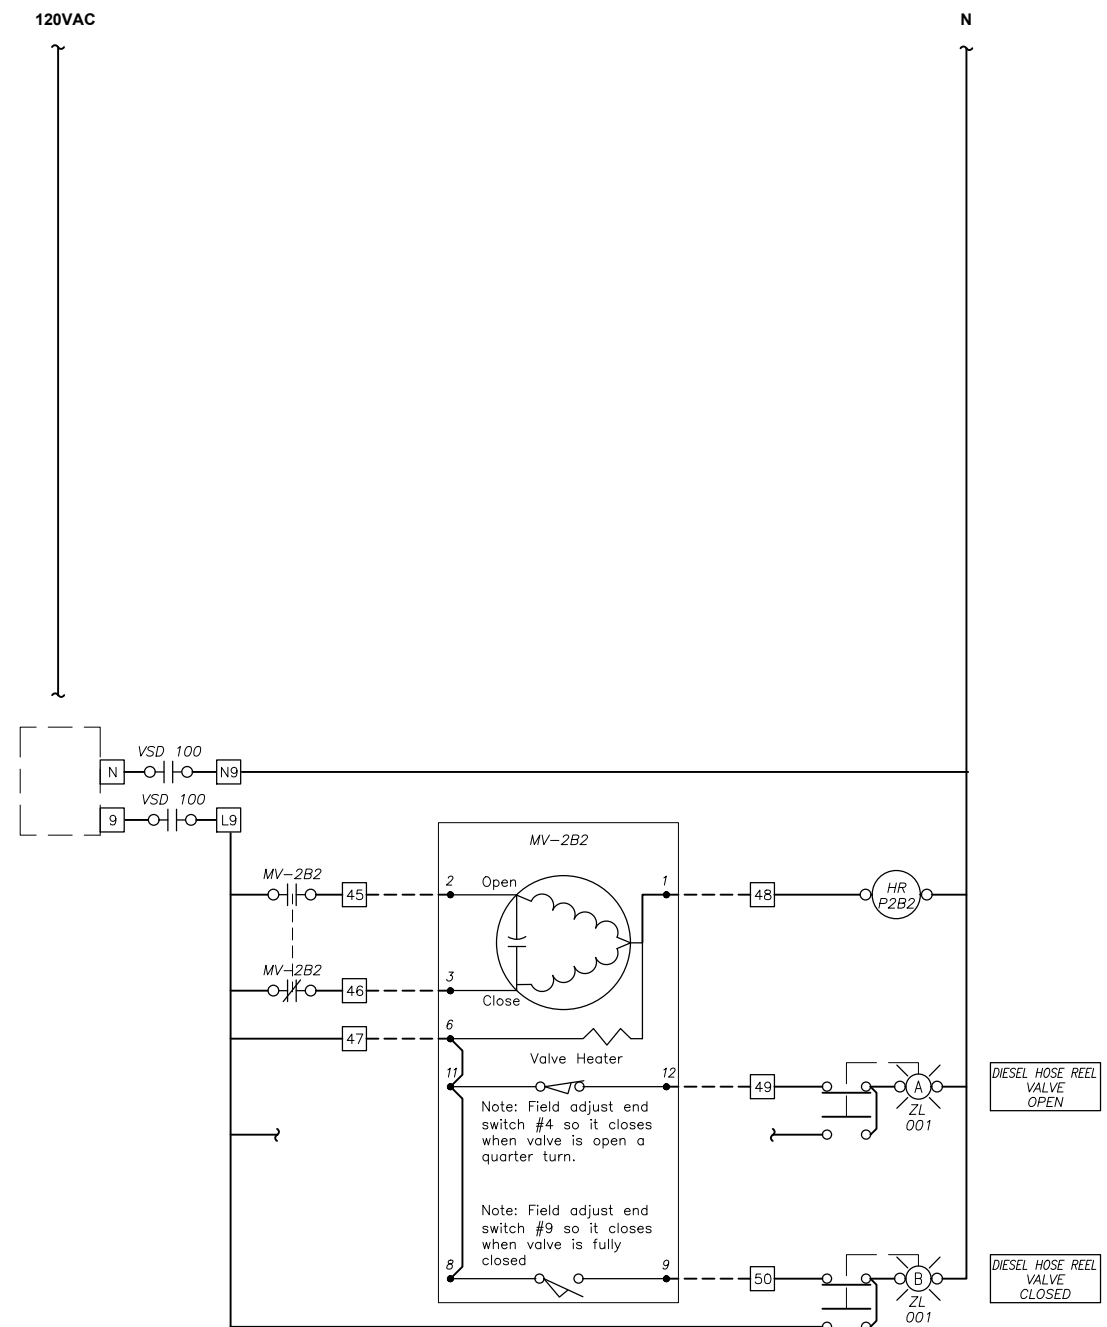 120VAC
N
VSD 100
N
N9
VSD 100
9
L9
MV-2B2
MV-2B2
45
2
Open
1
48
HR
P2B2
MV-2B2
46
3
Close
47
6
Valve Heater
11
12
49
A
ZL
001
DIESEL HOSE REEL
VALVE
OPEN
Note: Field adjust end
switch #4 so it closes
when valve is open a
quarter turn.
Note: Field adjust end
switch #9 so it closes
when valve is fully
closed
8
9
50
B
ZL
001
DIESEL HOSE REEL
VALVE
CLOSED